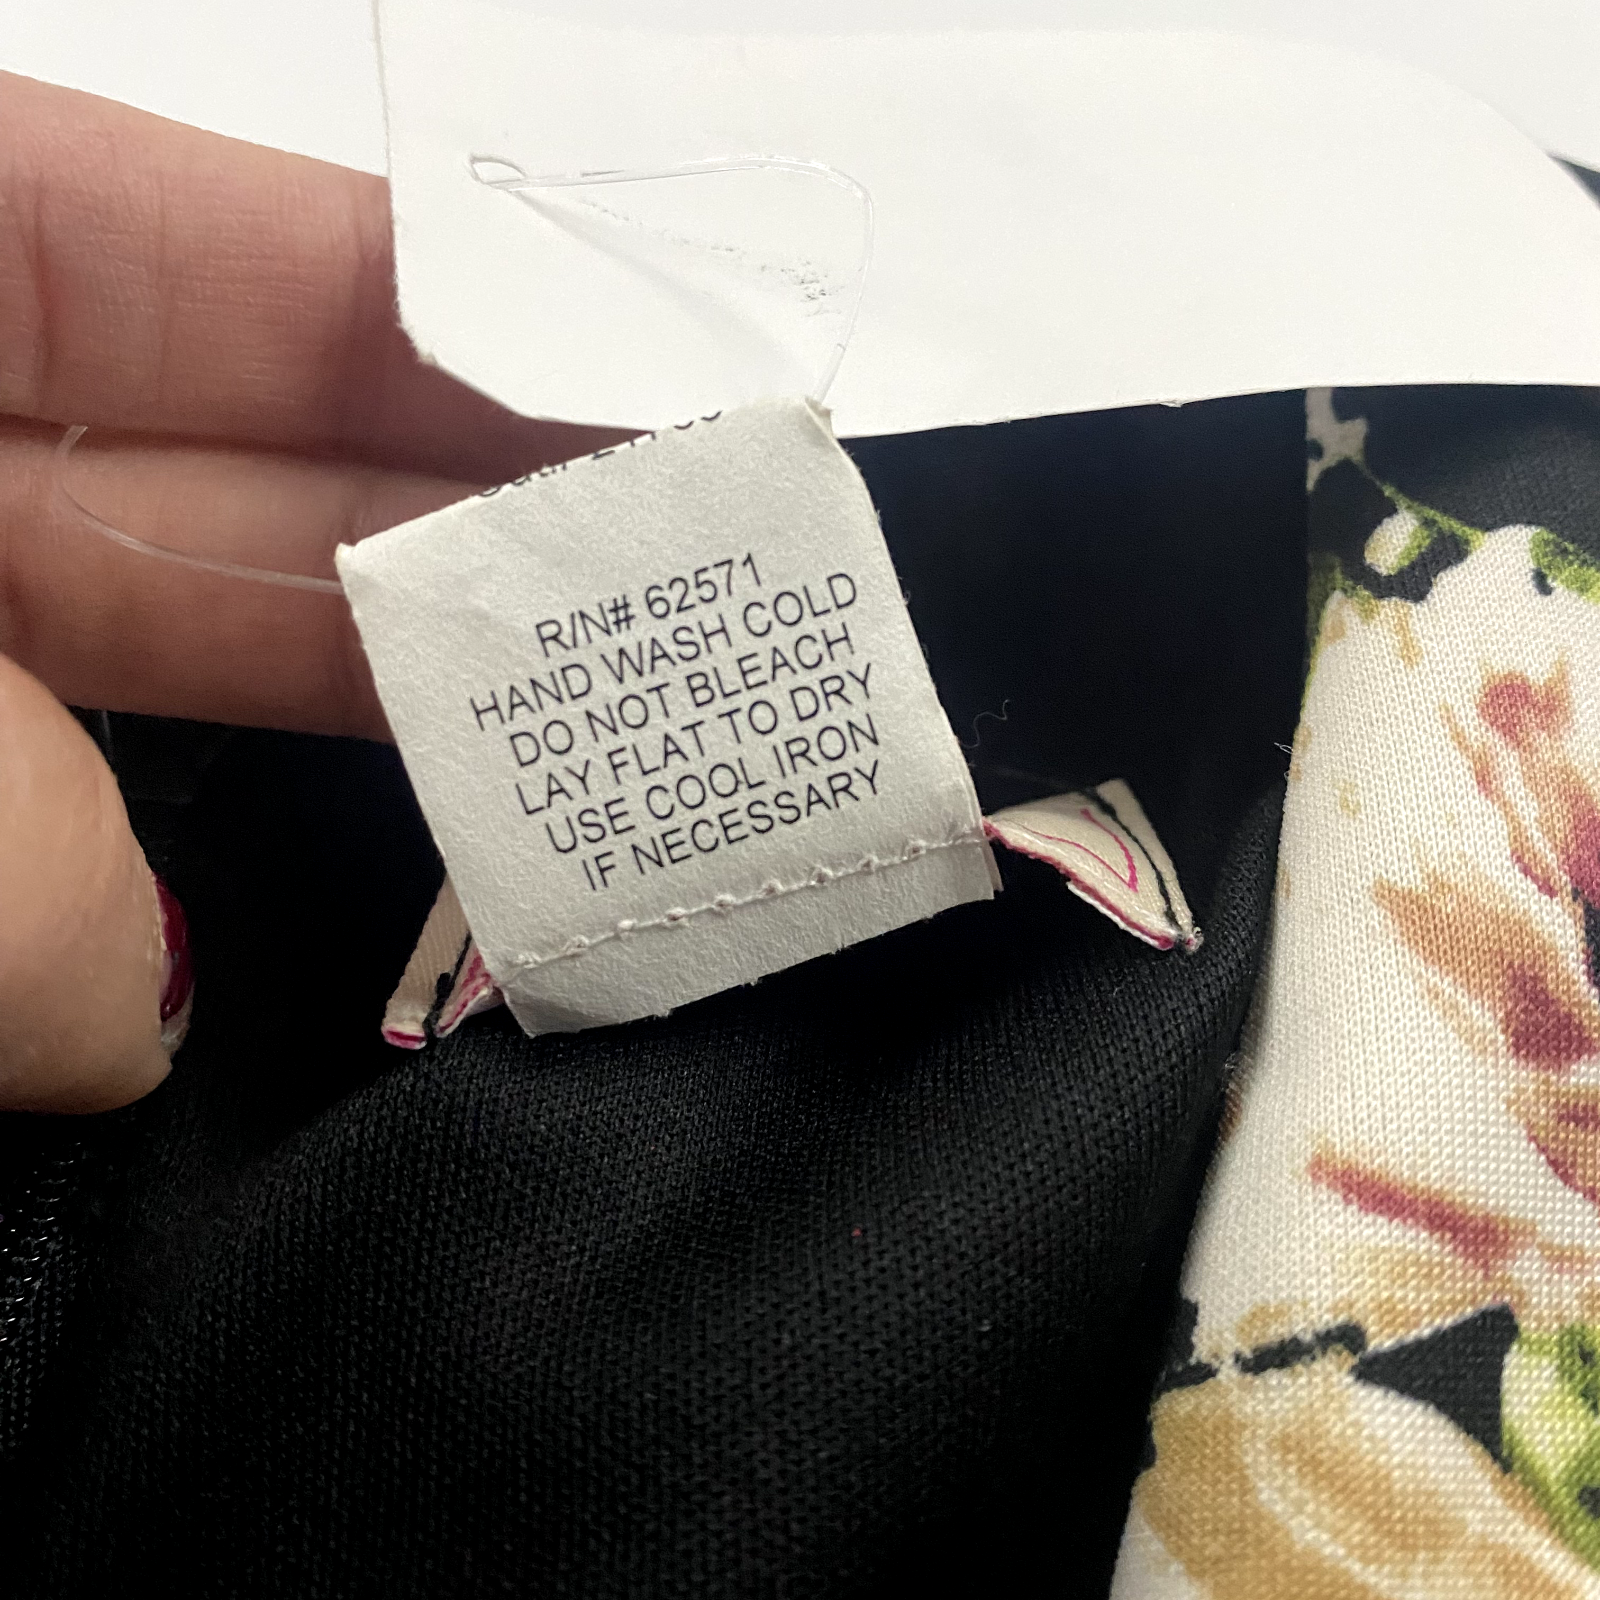 R/N# 62571
HAND WASH COLD
DO NOT BLEACH
LAY FLAT TO DRY
USE COOL IRON
IF NECESSARY